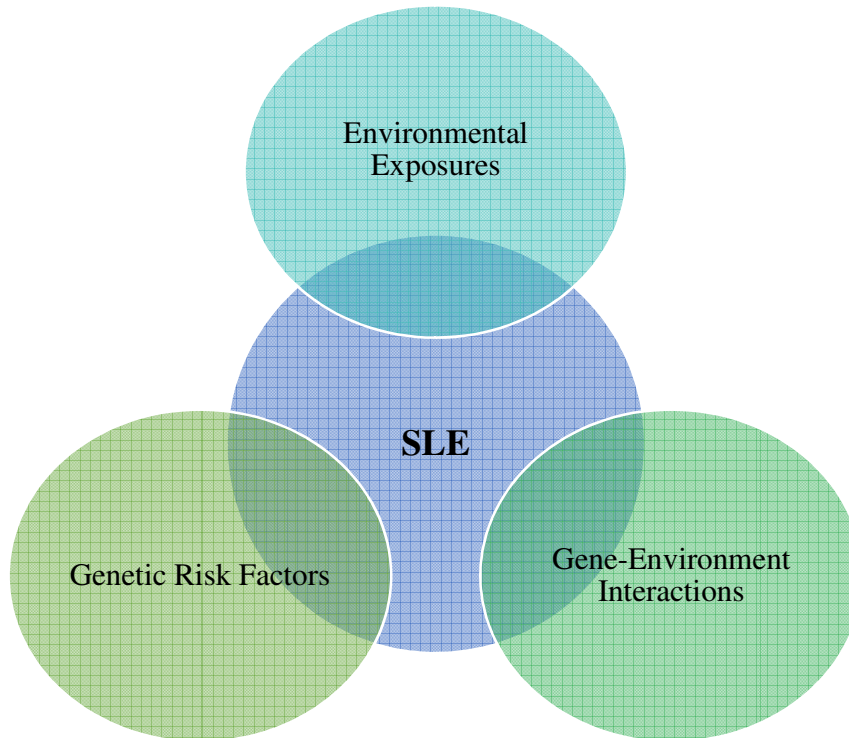 Environmental
Exposures
SLE
Genetic Risk Factors
Gene-Environment
Interactions